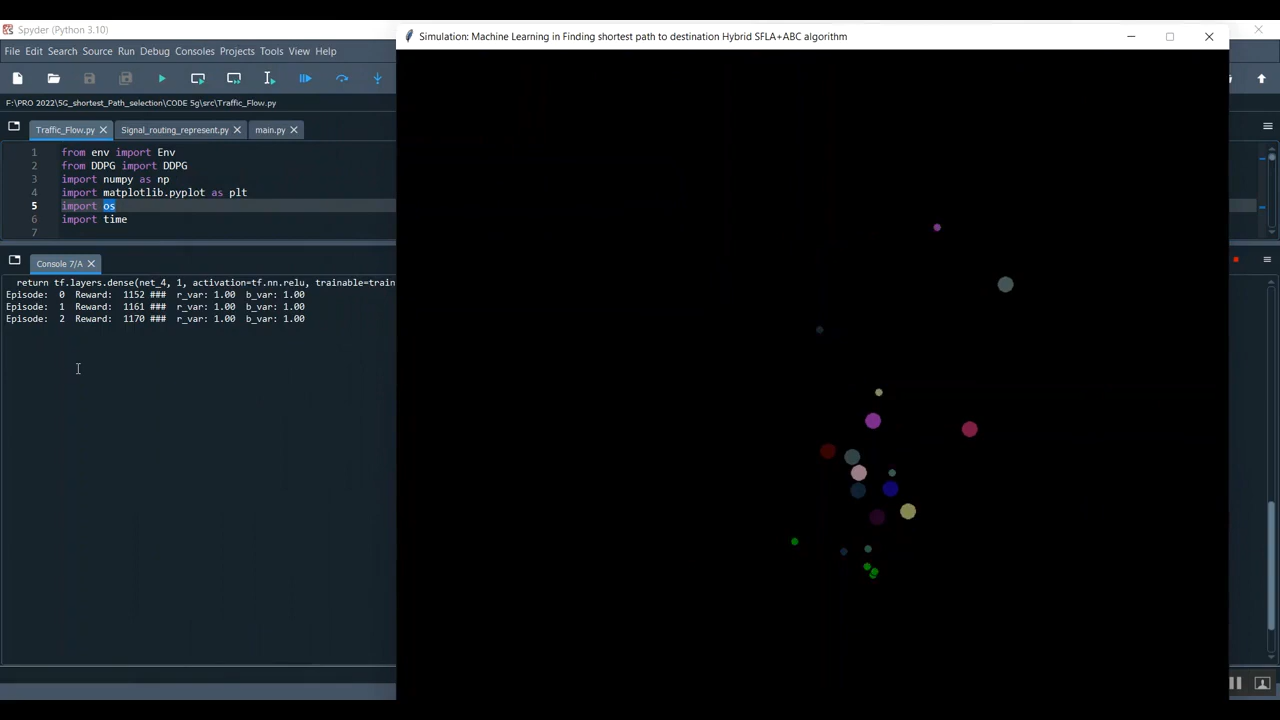 Spyder (Python 3.10)
Simulation: Machine Learning in Finding shortest path to destination Hybrid SFLA+ABC algorithm
File Edit Search Source Run Debug Consoles Projects Tools View Help
F:\PRO 2022\5G_shortest_Path_selection\CODE 5g\src\Traffic_Flow.py
Traffic_Flow.py Signal_routing_represent.py main.py
1 from env import Env
2 from DDPG import DDPG
3 import numpy as np
4 import matplotlib.pyplot as plt
5 import os
6 import time
7
Console 7/A
return tf.layers.dense(net_4, 1, activation=tf.nn.relu, trainable=train
Episode: 0 Reward: 1152 ### r_var: 1.00 b_var: 1.00
Episode: 1 Reward: 1161 ### r_var: 1.00 b_var: 1.00
Episode: 2 Reward: 1170 ### r_var: 1.00 b_var: 1.00